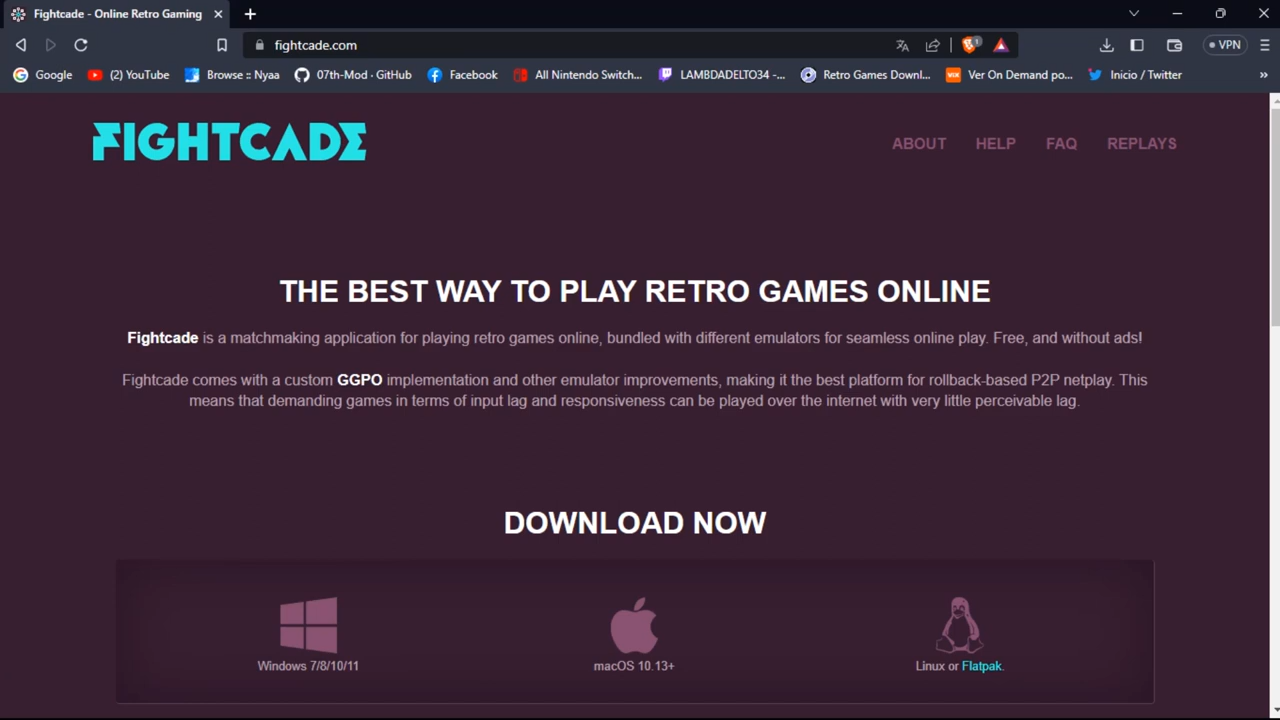 Fightcade - Online Retro Gaming
fightcade.com
1
VPN
Google
(2) YouTube
Browse :: Nyaa
07th-Mod · GitHub
Facebook
All Nintendo Switch...
LAMBDADELTO34 -...
Retro Games Downl...
VIX
Ver On Demand po...
Inicio / Twitter
»
FIGHTCADE
ABOUT
HELP
FAQ
REPLAYS
THE BEST WAY TO PLAY RETRO GAMES ONLINE
Fightcade is a matchmaking application for playing retro games online, bundled with different emulators for seamless online play. Free, and without ads!
Fightcade comes with a custom GGPO implementation and other emulator improvements, making it the best platform for rollback-based P2P netplay. This
means that demanding games in terms of input lag and responsiveness can be played over the internet with very little perceivable lag.
DOWNLOAD NOW
Windows 7/8/10/11
macOS 10.13+
Linux or Flatpak.